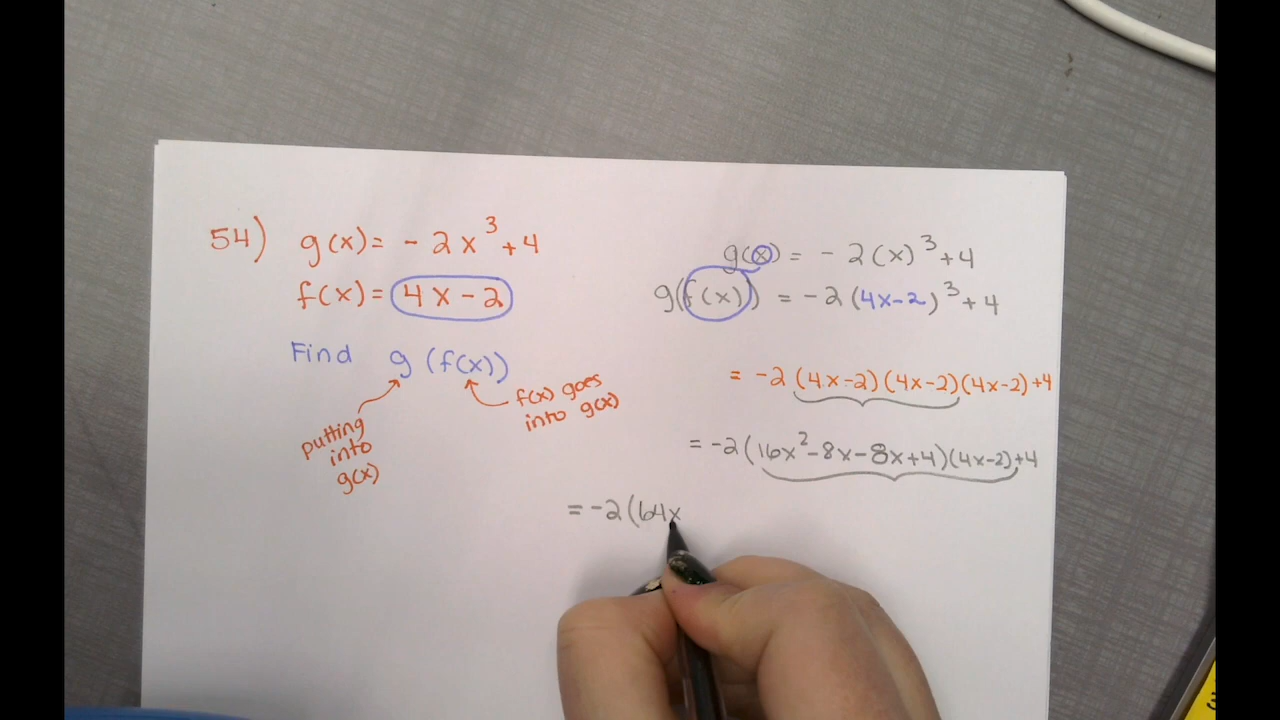 54) g(x) = - 2x³ + 4
f(x) = 4x - 2
Find g (f(x))
putting
into
g(x)
f(x) goes
into g(x)
g(x) = - 2(x)³ + 4
g(f(x)) = - 2(4x-2)³ + 4
= -2(4x-2)(4x-2)(4x-2)+4
= -2(16x²-8x-8x+4)(4x-2)+4
= -2(64x
3